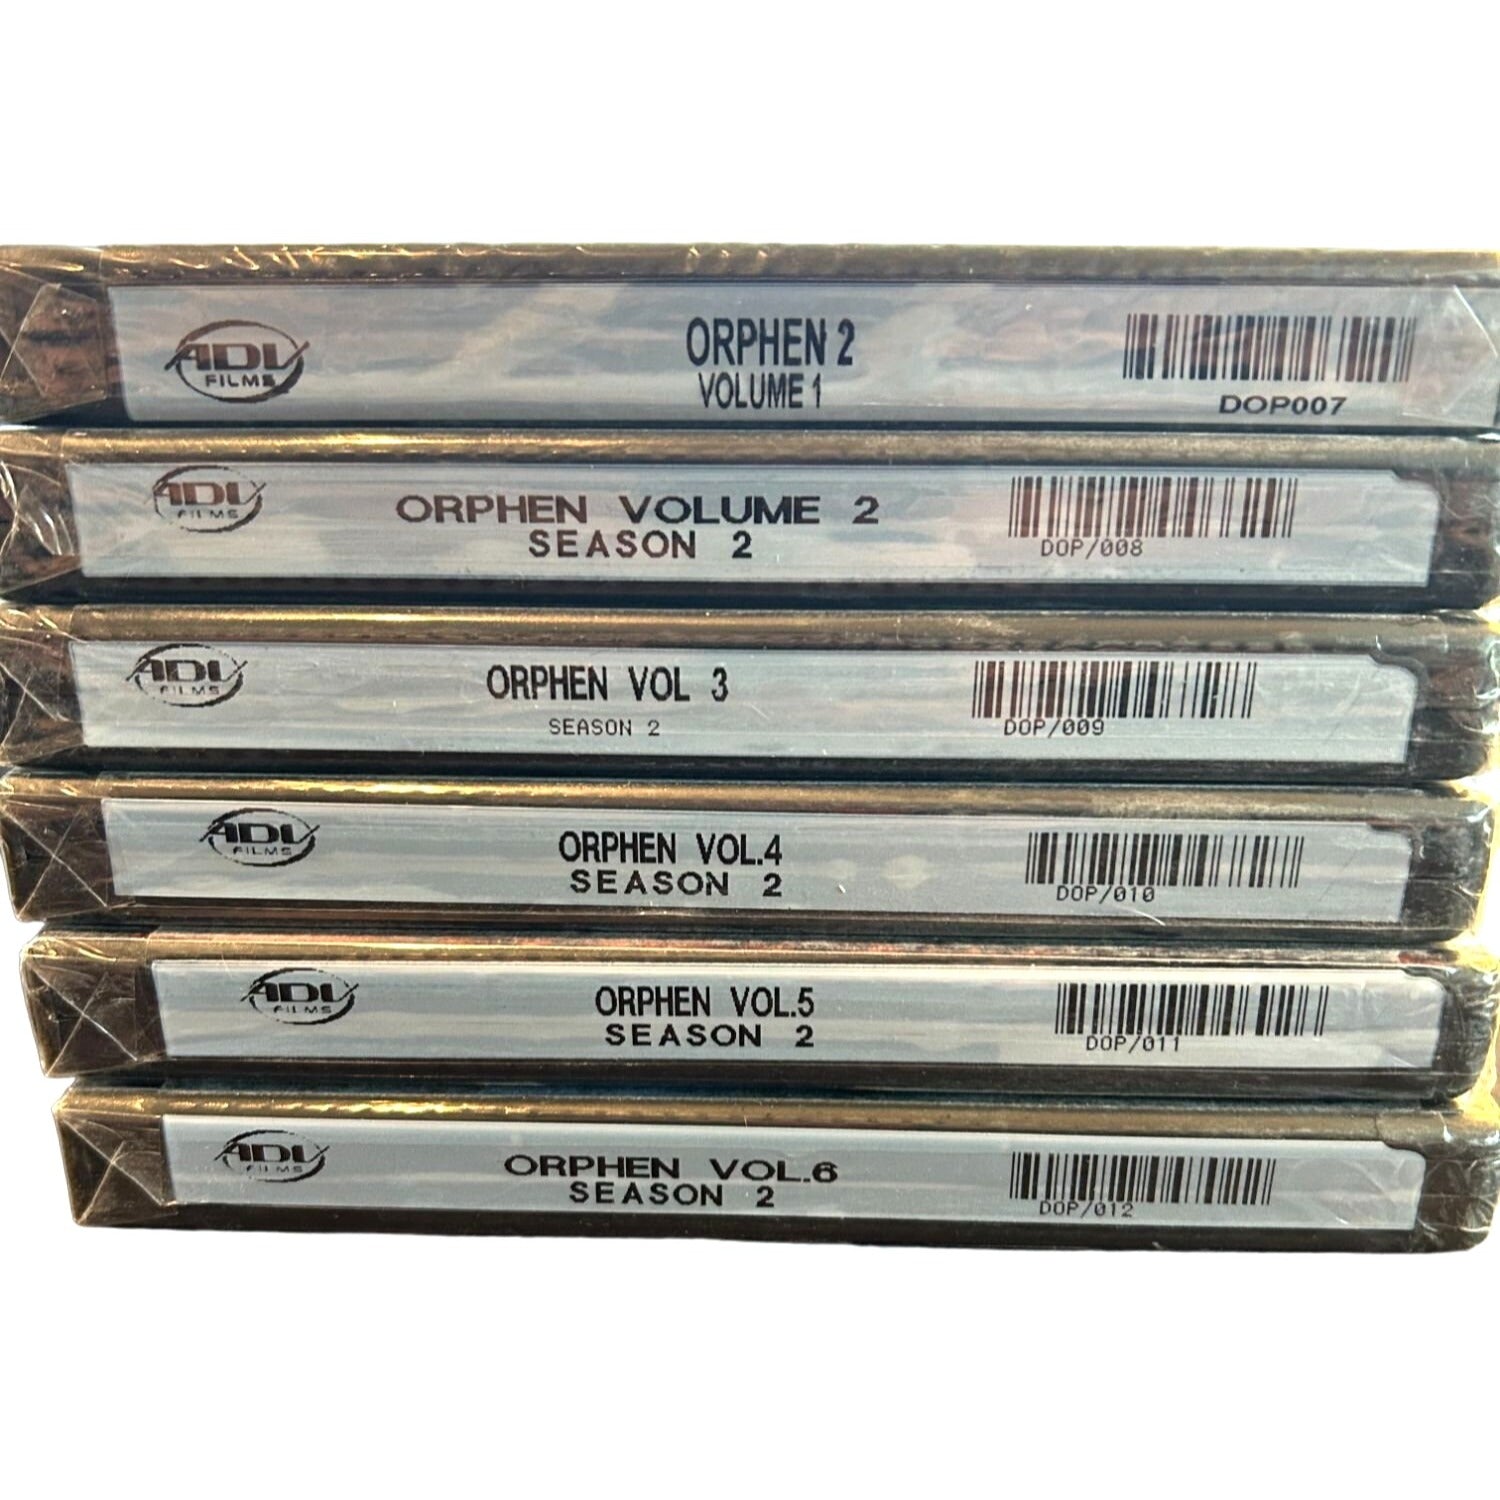 ADV
FILMS
ORPHEN 2
VOLUME 1
DOP007
ADV
FILMS
ORPHEN VOLUME 2
SEASON 2
DOP/008
ADV
FILMS
ORPHEN VOL 3
SEASON 2
DOP/009
ADV
FILMS
ORPHEN VOL.4
SEASON 2
DOP/010
ADV
FILMS
ORPHEN VOL.5
SEASON 2
DOP/011
ADV
FILMS
ORPHEN VOL.6
SEASON 2
DOP/012